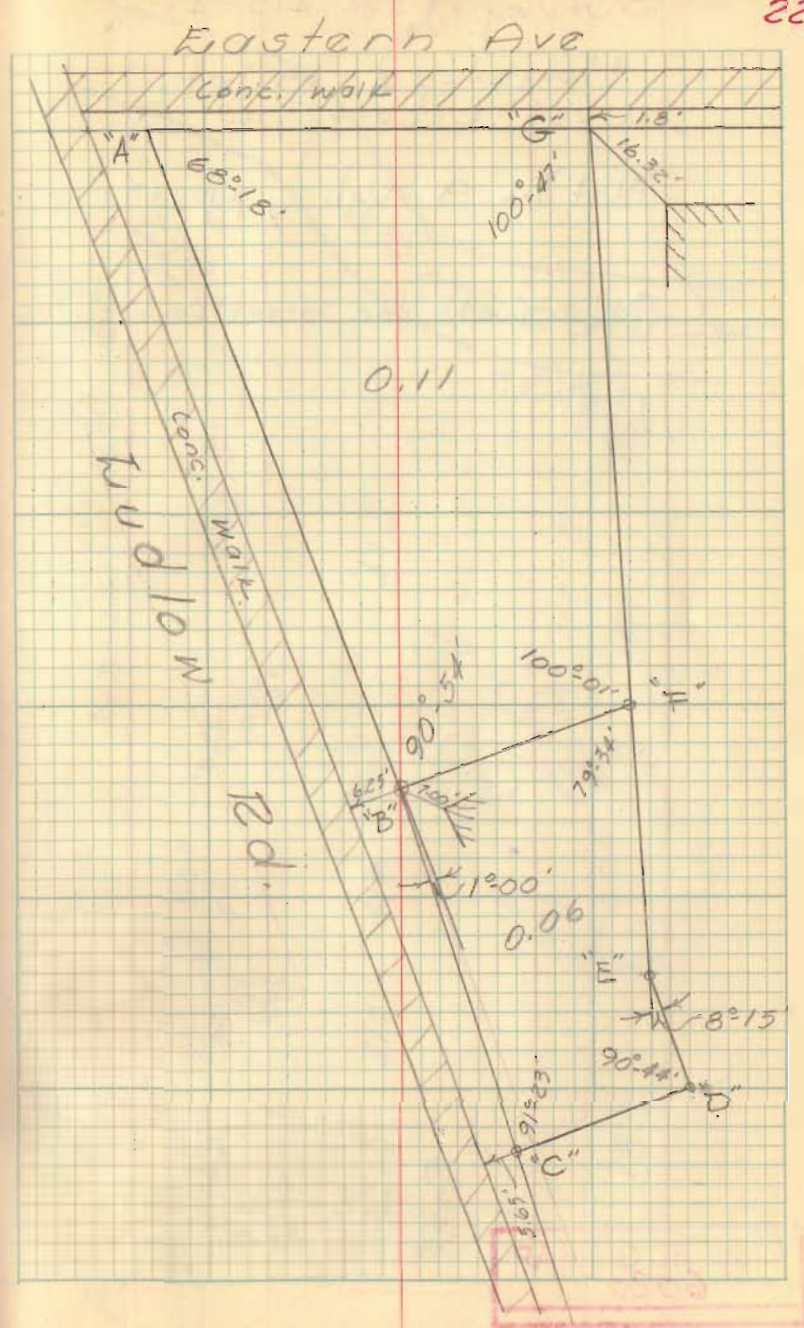 22
Eastern Ave
Conc. Walk
"A"
"G"
1.8'
16.32'
68°-18'
100°-47'
0.11
Conc. Walk.
Ludlow Rd.
90°-54'
100°-01'
"F"
79°-34'
6.25'
7.00'
"B"
1°-00'
0.06
"E"
8°-15'
90°-44'
"D"
91°-23'
"C"
5.65'